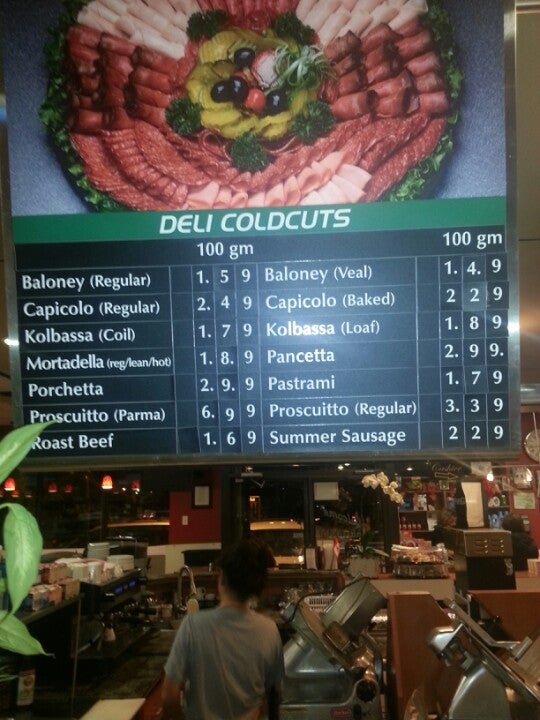 DELI COLDCUTS
100 gm 100 gm
Baloney (Regular) 1. 5 9 Baloney (Veal) 1. 4. 9
Capicolo (Regular) 2. 4 9 Capicolo (Baked) 2 2 9
Kolbassa (Coil) 1. 7 9 Kolbassa (Loaf) 1. 8 9
Mortadella (reg/lean/hot) 1. 8. 9 Pancetta 2. 9 9.
Porchetta 2. 9. 9 Pastrami 1. 7 9
Proscuitto (Parma) 6. 9 9 Proscuitto (Regular) 3. 3 9
Roast Beef 1. 6 9 Summer Sausage 2 2 9